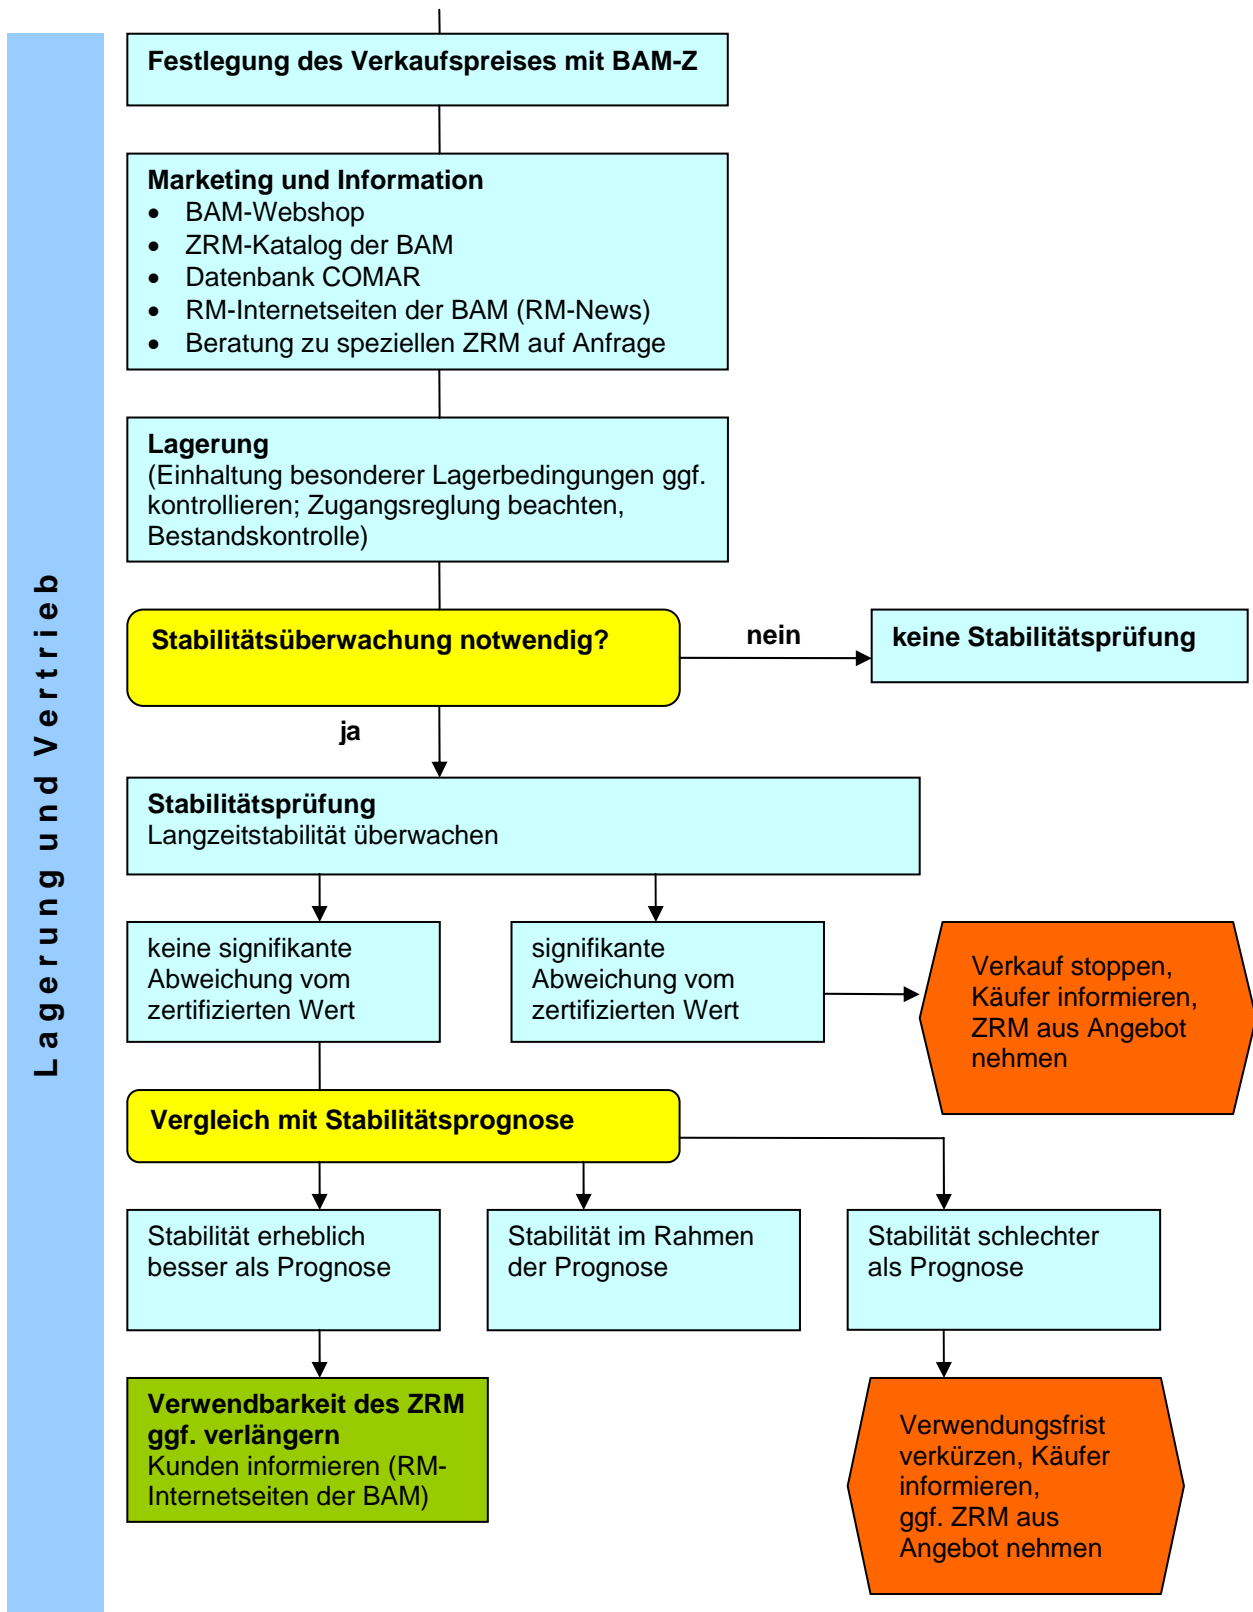 Festlegung des Verkaufspreises mit BAM-Z
Marketing und Information
• BAM-Webshop
• ZRM-Katalog der BAM
• Datenbank COMAR
• RM-Internetseiten der BAM (RM-News)
• Beratung zu speziellen ZRM auf Anfrage
Lagerung
(Einhaltung besonderer Lagerbedingungen ggf.
kontrollieren; Zugangsreglung beachten,
Bestandskontrolle)
Lagerung und Vertrieb
Stabilitätsüberwachung notwendig?
nein
keine Stabilitätsprüfung
ja
Stabilitätsprüfung
Langzeitstabilität überwachen
keine signifikante
Abweichung vom
zertifizierten Wert
signifikante
Abweichung vom
zertifizierten Wert
Verkauf stoppen,
Käufer informieren,
ZRM aus Angebot
nehmen
Vergleich mit Stabilitätsprognose
Stabilität erheblich
besser als Prognose
Stabilität im Rahmen
der Prognose
Stabilität schlechter
als Prognose
Verwendbarkeit des ZRM
ggf. verlängern
Kunden informieren (RM-
Internetseiten der BAM)
Verwendungsfrist
verkürzen, Käufer
informieren,
ggf. ZRM aus
Angebot nehmen